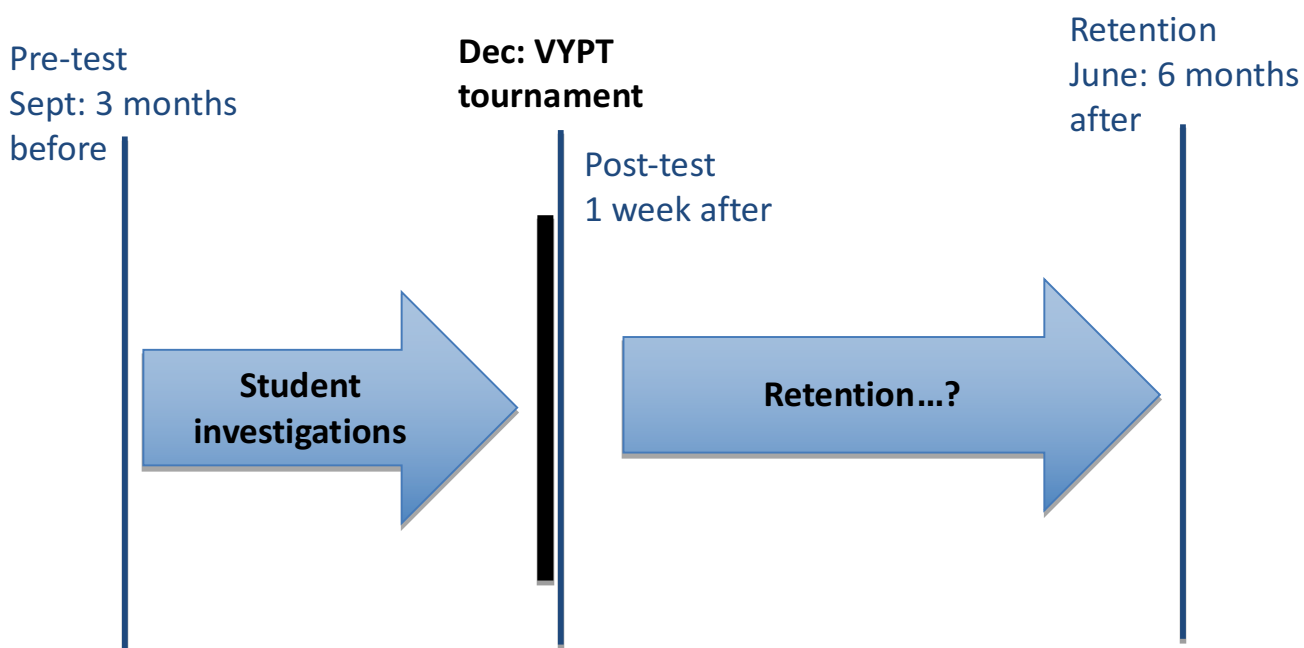 Pre-test
Sept: 3 months
before
Dec: VYPT
tournament
Post-test
1 week after
Retention
June: 6 months
after
Student
investigations
Retention...?